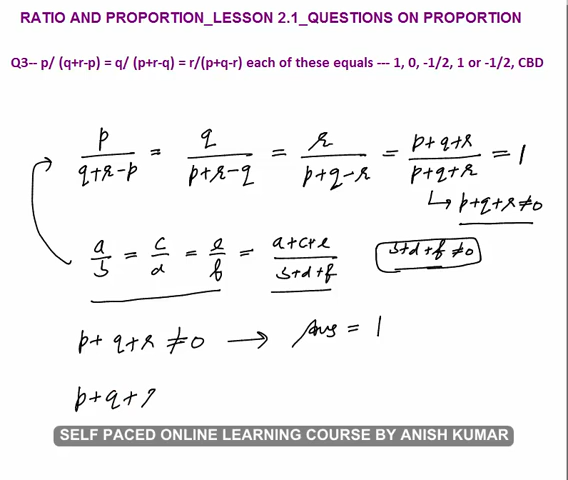 RATIO AND PROPORTION_LESSON 2.1_QUESTIONS ON PROPORTION
Q3-- p/ (q+r-p) = q/ (p+r-q) = r/(p+q-r) each of these equals --- 1, 0, -1/2, 1 or -1/2, CBD
p/(q+r-p) = q/(p+r-q) = r/(p+q-r) = (p+q+r)/(p+q+r) = 1
↳ p+q+r≠0
a/b = c/d = e/f = (a+c+e)/(b+d+f)
b+d+f≠0
p+ q+r ≠0 → Ans = 1
p+q+r
SELF PACED ONLINE LEARNING COURSE BY ANISH KUMAR